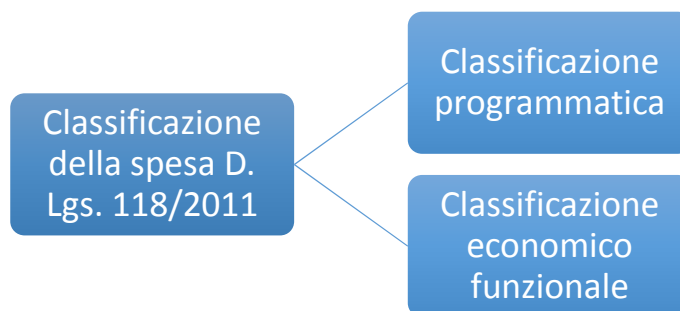 Classificazione
della spesa D.
Lgs. 118/2011
Classificazione
programmatica
Classificazione
economico
funzionale